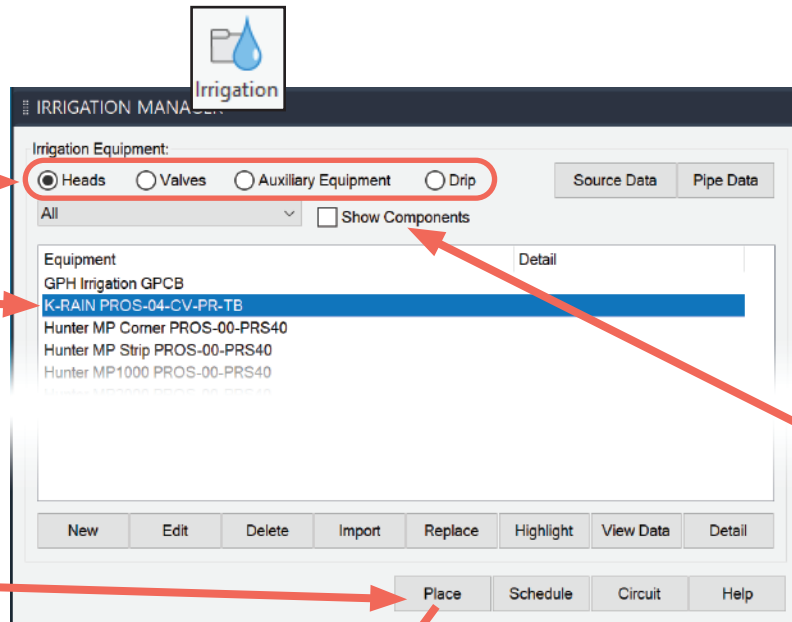 Irrigation
IRRIGATION MANAGER
Irrigation Equipment:
Heads Valves Auxiliary Equipment Drip Source Data Pipe Data
All Show Components
Equipment Detail
GPH Irrigation GPCB
K-RAIN PROS-04-CV-PR-TB
Hunter MP Corner PROS-00-PRS40
Hunter MP Strip PROS-00-PRS40
Hunter MP1000 PROS-00-PRS40
New Edit Delete Import Replace Highlight View Data Detail
Place Schedule Circuit Help